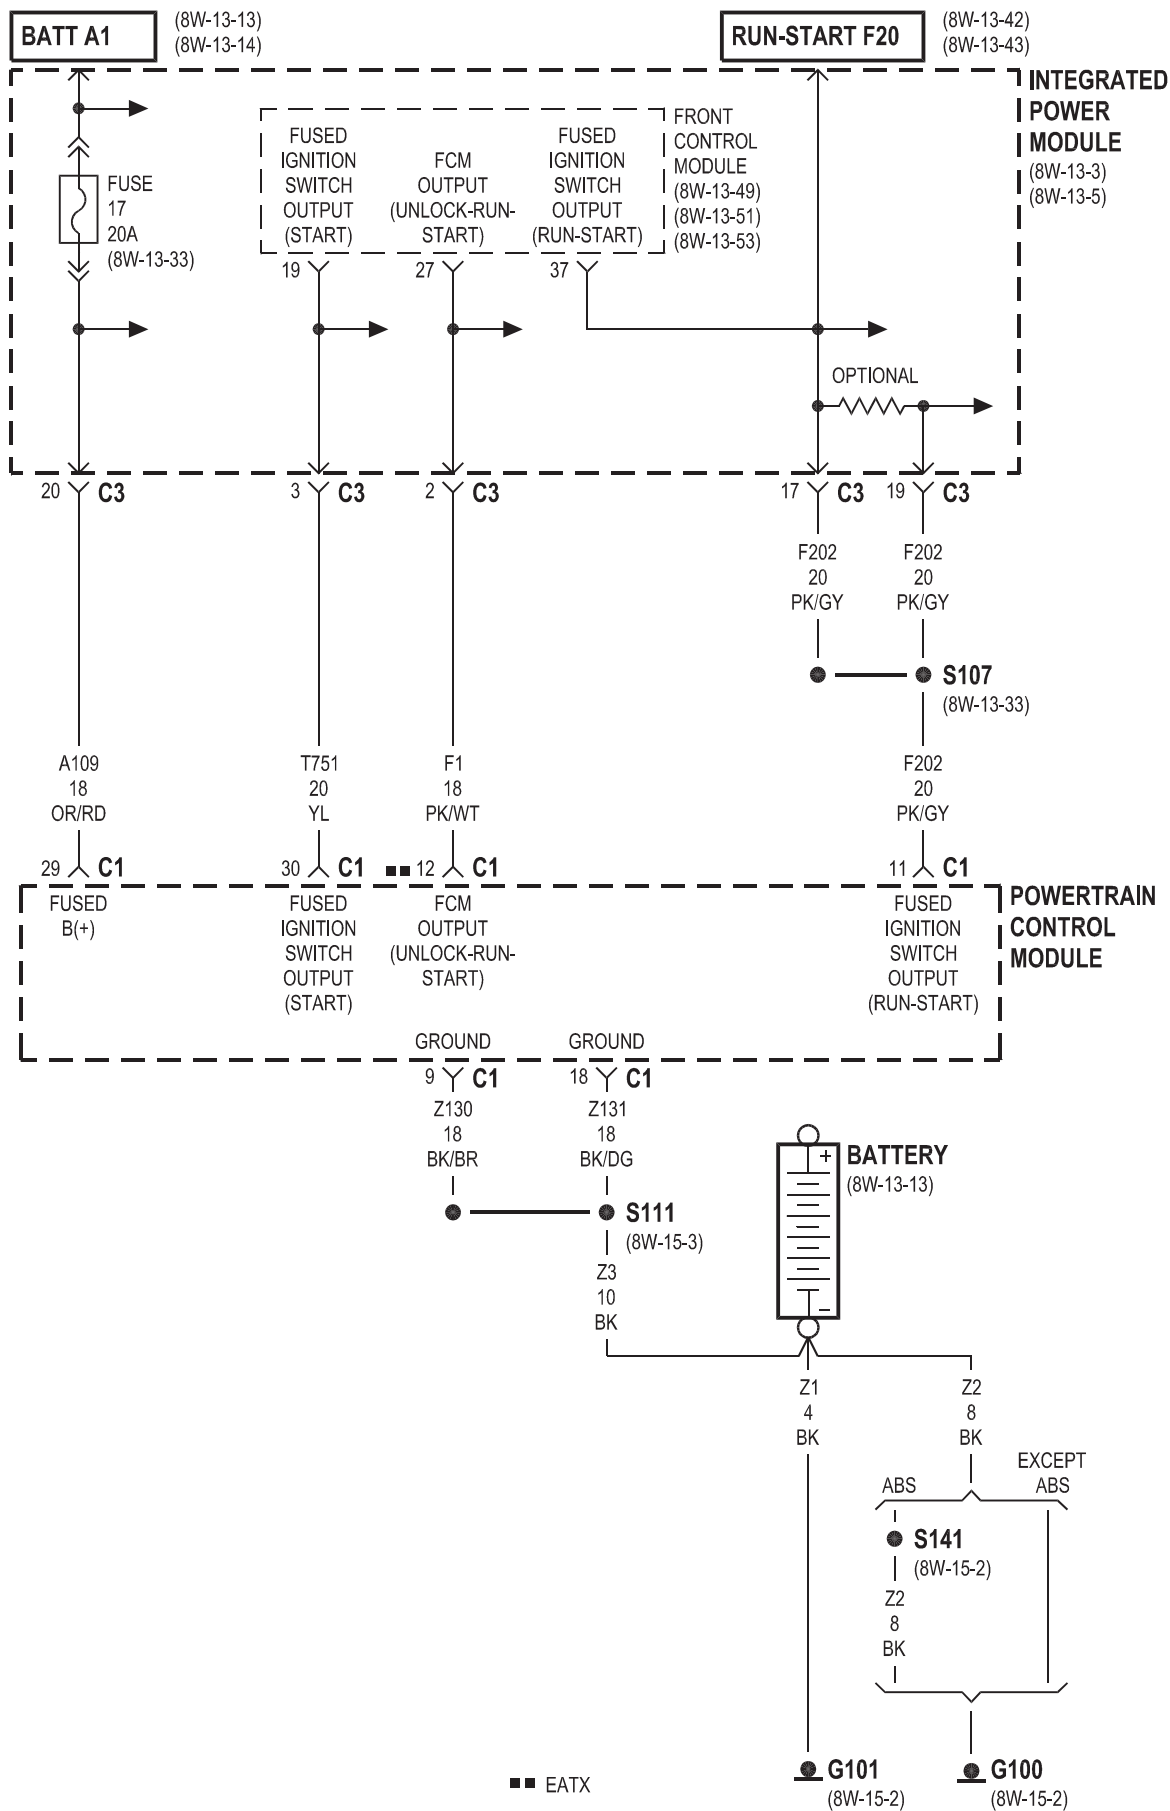 BATT A1
(8W-13-13)
(8W-13-14)
RUN-START F20
(8W-13-42)
(8W-13-43)
INTEGRATED
POWER
MODULE
(8W-13-3)
(8W-13-5)
FUSE
17
20A
(8W-13-33)
FUSED
IGNITION
SWITCH
OUTPUT
(START)
FCM
OUTPUT
(UNLOCK-RUN-
START)
FUSED
IGNITION
SWITCH
OUTPUT
(RUN-START)
FRONT
CONTROL
MODULE
(8W-13-49)
(8W-13-51)
(8W-13-53)
19
27
37
OPTIONAL
20 C3
3 C3
2 C3
17 C3
19 C3
F202
20
PK/GY
F202
20
PK/GY
S107
(8W-13-33)
A109
18
OR/RD
T751
20
YL
F1
18
PK/WT
F202
20
PK/GY
29 C1
30 C1
12 C1
11 C1
POWERTRAIN
CONTROL
MODULE
FUSED
B(+)
FUSED
IGNITION
SWITCH
OUTPUT
(START)
FCM
OUTPUT
(UNLOCK-RUN-
START)
FUSED
IGNITION
SWITCH
OUTPUT
(RUN-START)
GROUND
GROUND
9 C1
18 C1
Z130
18
BK/BR
Z131
18
BK/DG
S111
(8W-15-3)
Z3
10
BK
BATTERY
(8W-13-13)
+
−
Z1
4
BK
Z2
8
BK
ABS
EXCEPT
ABS
S141
(8W-15-2)
Z2
8
BK
G101
(8W-15-2)
G100
(8W-15-2)
EATX